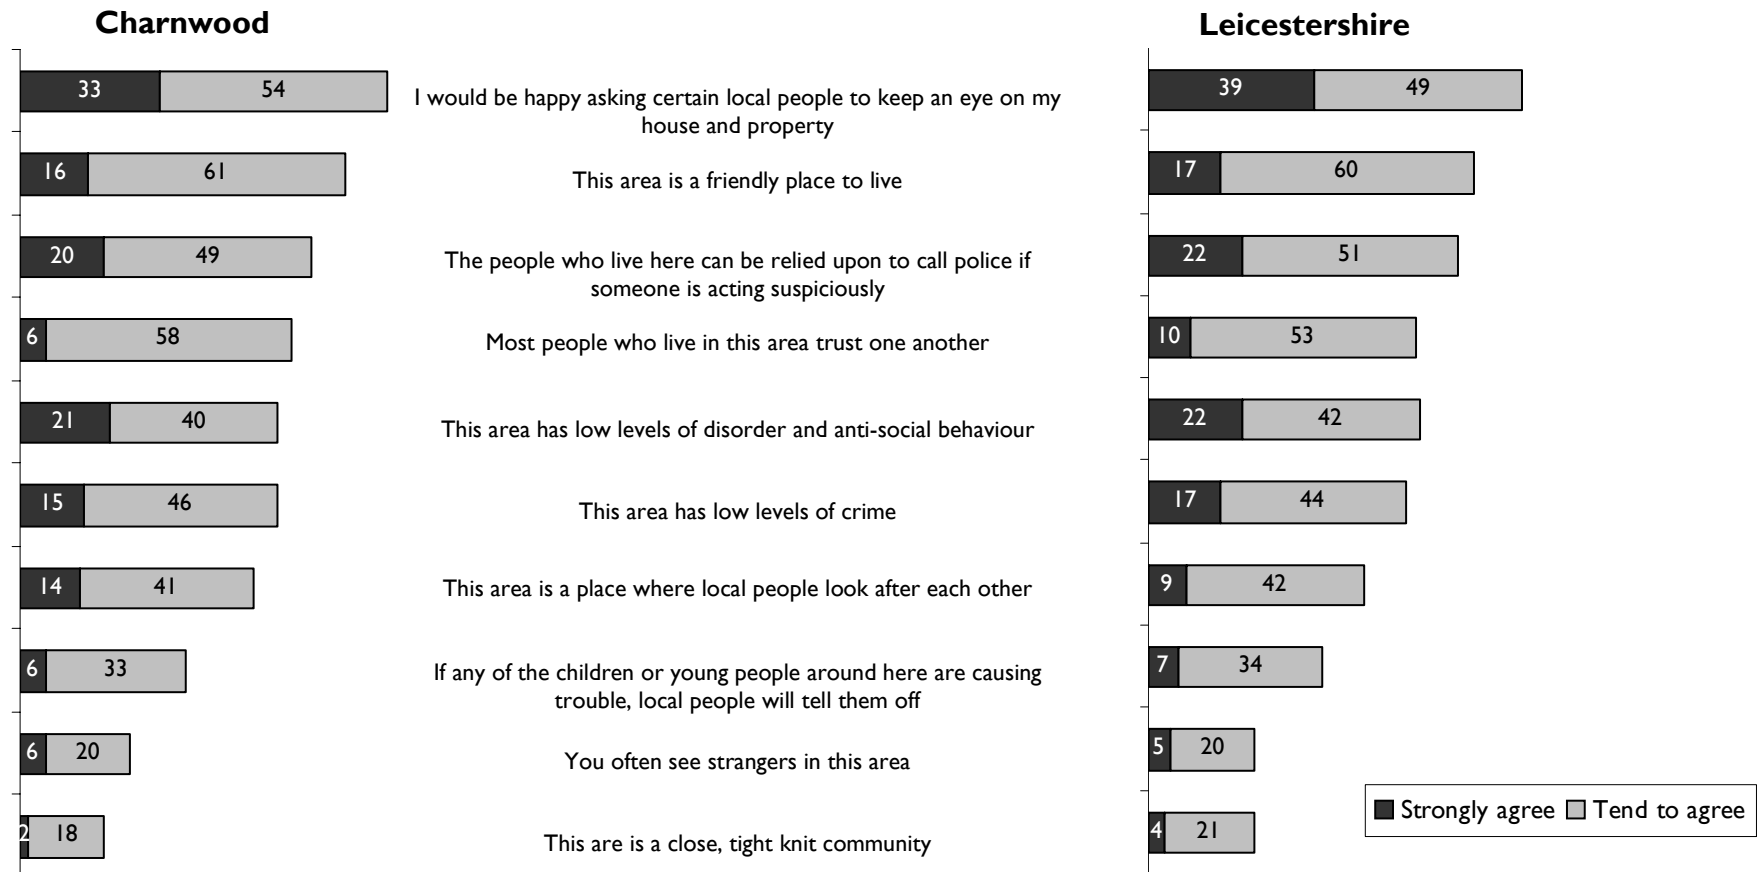 Charnwood
Leicestershire
33 54
I would be happy asking certain local people to keep an eye on my
house and property
39 49
16 61
This area is a friendly place to live
17 60
20 49
The people who live here can be relied upon to call police if
someone is acting suspiciously
22 51
6 58
Most people who live in this area trust one another
10 53
21 40
This area has low levels of disorder and anti-social behaviour
22 42
15 46
This area has low levels of crime
17 44
14 41
This area is a place where local people look after each other
9 42
6 33
If any of the children or young people around here are causing
trouble, local people will tell them off
7 34
6 20
You often see strangers in this area
5 20
2 18
This are is a close, tight knit community
4 21
Strongly agree Tend to agree